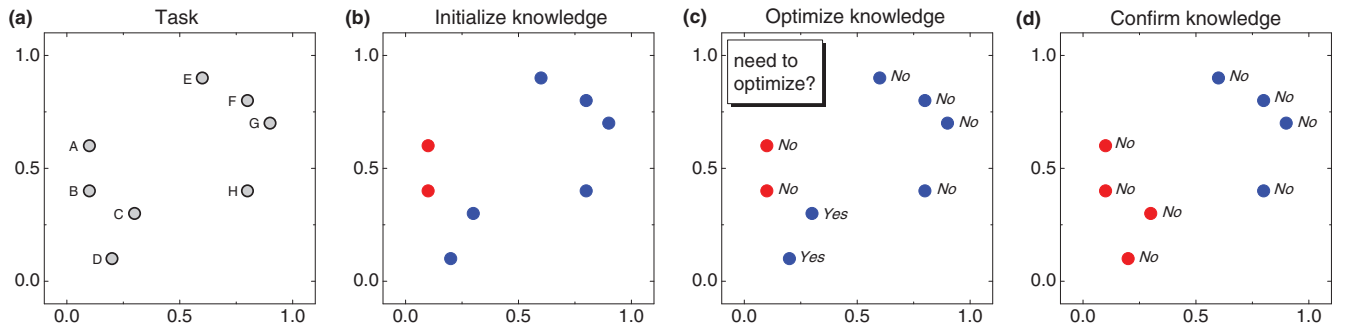 (a) Task
1.0
0.5
0.0
0.0 0.5 1.0
E
F
G
A
B
H
C
D
(b) Initialize knowledge
1.0
0.5
0.0
0.0 0.5 1.0
(c) Optimize knowledge
need to
optimize?
1.0
0.5
0.0
0.0 0.5 1.0
No
No
No
No
No
No
Yes
Yes
(d) Confirm knowledge
1.0
0.5
0.0
0.0 0.5 1.0
No
No
No
No
No
No
No
No